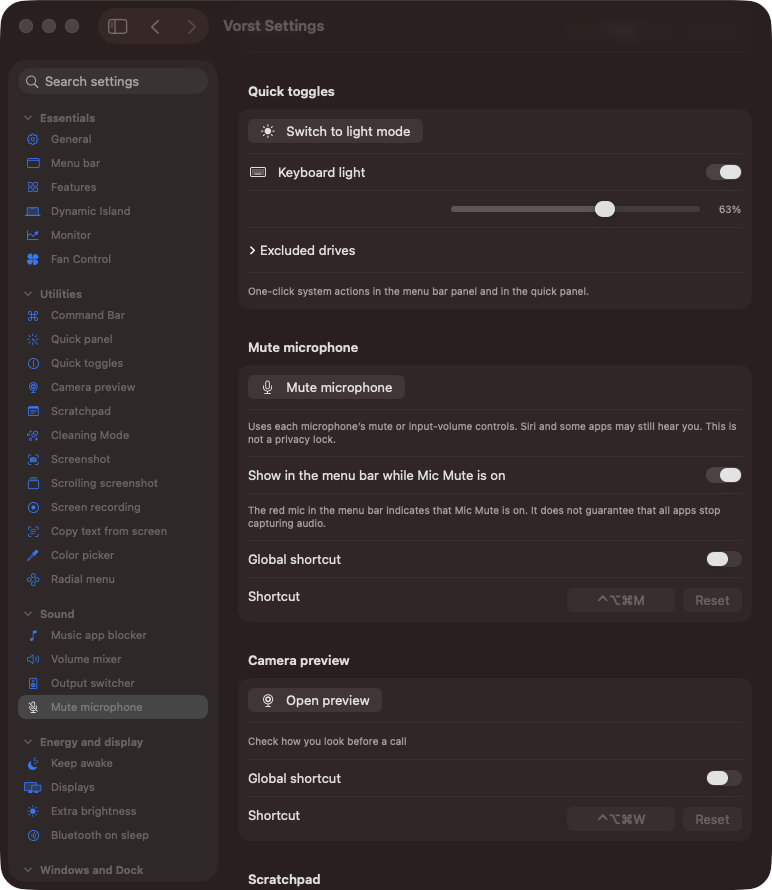 Vorst Settings
Search settings
Essentials
General
Menu bar
Features
Dynamic Island
Monitor
Fan Control
Utilities
Command Bar
Quick panel
Quick toggles
Camera preview
Scratchpad
Cleaning Mode
Screenshot
Scrolling screenshot
Screen recording
Copy text from screen
Color picker
Radial menu
Sound
Music app blocker
Volume mixer
Output switcher
Mute microphone
Energy and display
Keep awake
Displays
Extra brightness
Bluetooth on sleep
Windows and Dock
Quick toggles
Switch to light mode
Keyboard light
63%
Excluded drives
One-click system actions in the menu bar panel and in the quick panel.
Mute microphone
Mute microphone
Uses each microphone's mute or input-volume controls. Siri and some apps may still hear you. This is
not a privacy lock.
Show in the menu bar while Mic Mute is on
The red mic in the menu bar indicates that Mic Mute is on. It does not guarantee that all apps stop
capturing audio.
Global shortcut
Shortcut
^⌥⌘M
Reset
Camera preview
Open preview
Check how you look before a call
Global shortcut
Shortcut
^⌥⌘W
Reset
Scratchpad